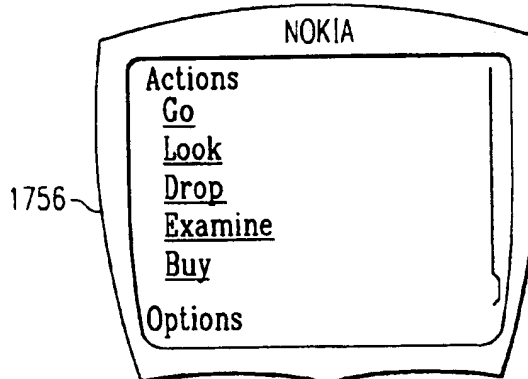 NOKIA
Actions
Go
Look
Drop
Examine
Buy
1756
Options